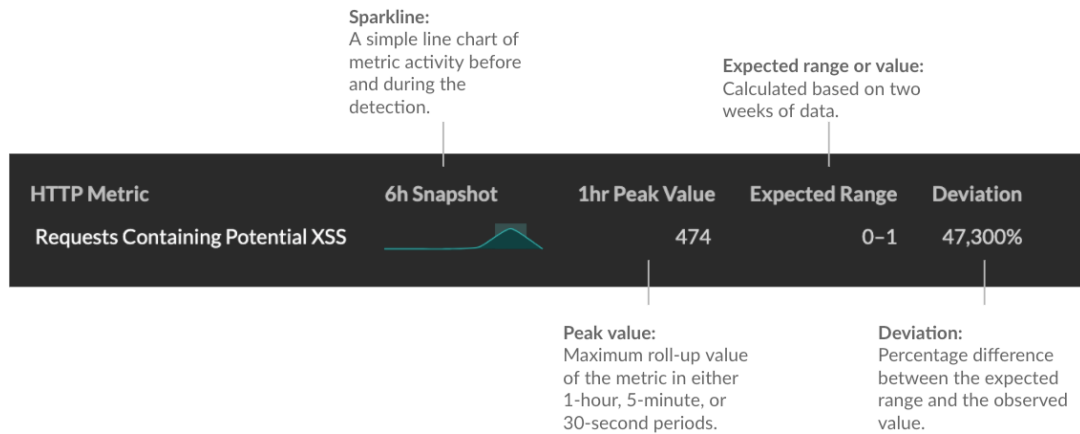 Sparkline:
A simple line chart of
metric activity before
and during the
detection.
Expected range or value:
Calculated based on two
weeks of data.
HTTP Metric 6h Snapshot 1hr Peak Value Expected Range Deviation
Requests Containing Potential XSS 474 0–1 47,300%
Peak value:
Maximum roll-up value
of the metric in either
1-hour, 5-minute, or
30-second periods.
Deviation:
Percentage difference
between the expected
range and the observed
value.